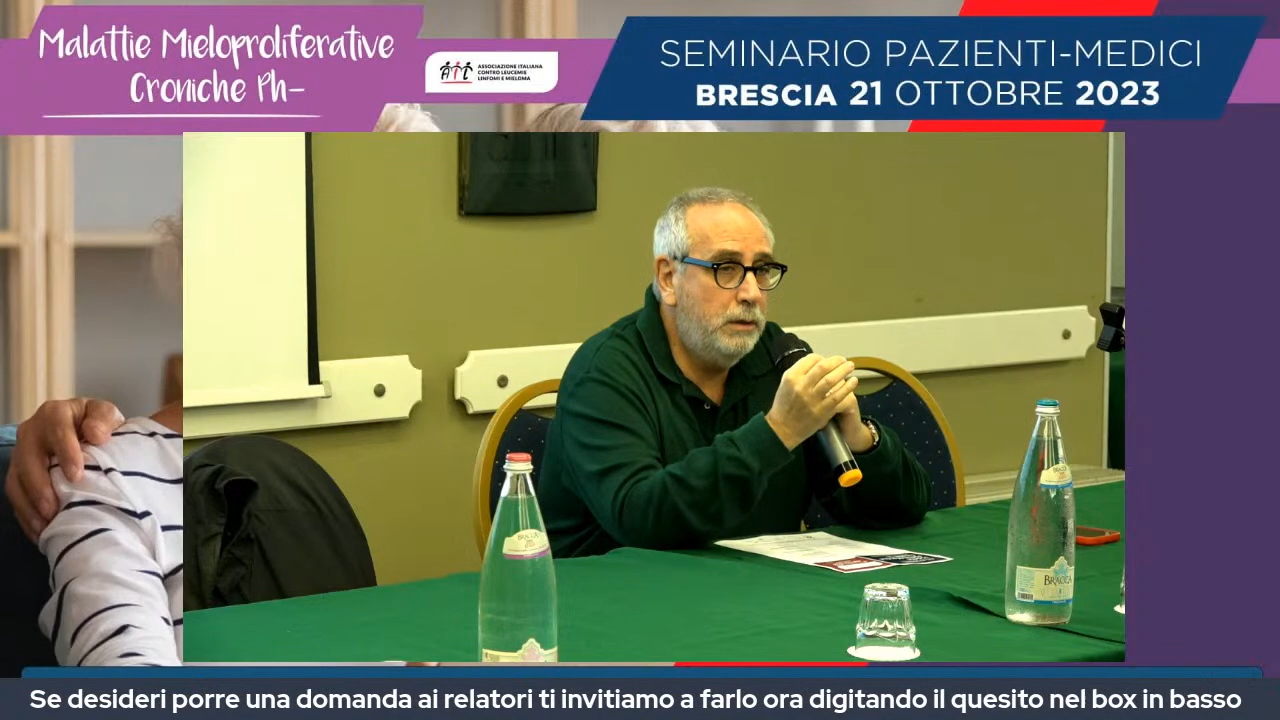 Malattie Mieloproliferative
Croniche Ph-
AIL
ASSOCIAZIONE ITALIANA
CONTRO LEUCEMIE
LINFOMI E MIELOMA
SEMINARIO PAZIENTI-MEDICI
BRESCIA 21 OTTOBRE 2023
BRACCA
Se desideri porre una domanda ai relatori ti invitiamo a farlo ora digitando il quesito nel box in basso